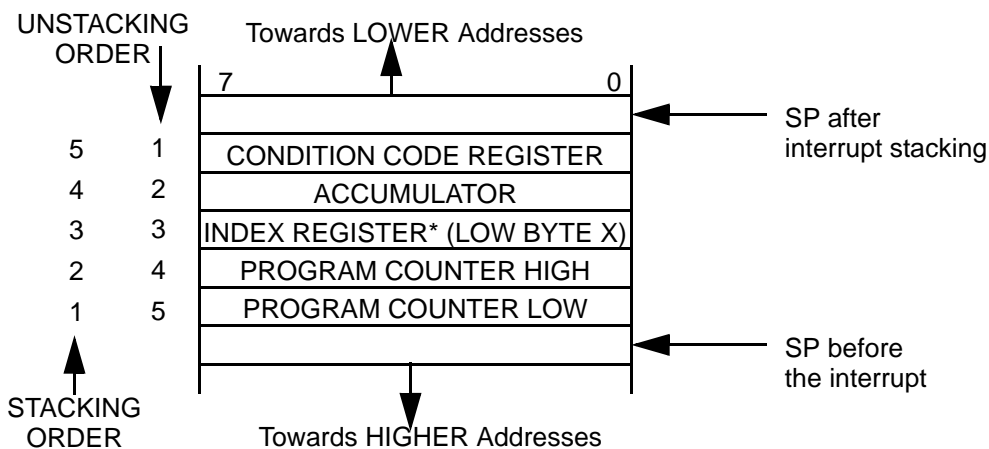 UNSTACKING
ORDER
Towards LOWER Addresses
7 0
SP after
interrupt stacking
5 1 CONDITION CODE REGISTER
4 2 ACCUMULATOR
3 3 INDEX REGISTER* (LOW BYTE X)
2 4 PROGRAM COUNTER HIGH
1 5 PROGRAM COUNTER LOW
SP before
the interrupt
STACKING
ORDER
Towards HIGHER Addresses